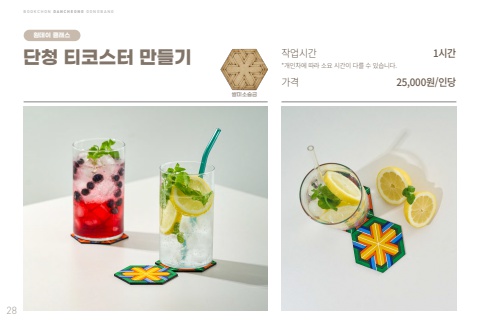 원데이 클래스
단청 티코스터 만들기
작업시간 1시간
*개인차에 따라 소요 시간이 다를 수 있습니다.
가격 25,000원/인당
28